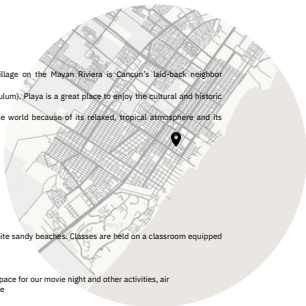 illage on the Mayan Riviera is Cancun's laid-back neighbor
ulum). Playa is a great place to enjoy the cultural and historic
e world because of its relaxed, tropical atmosphere and its
ite sandy beaches. Classes are held on a classroom equipped
pace for our movie night and other activities, air
e